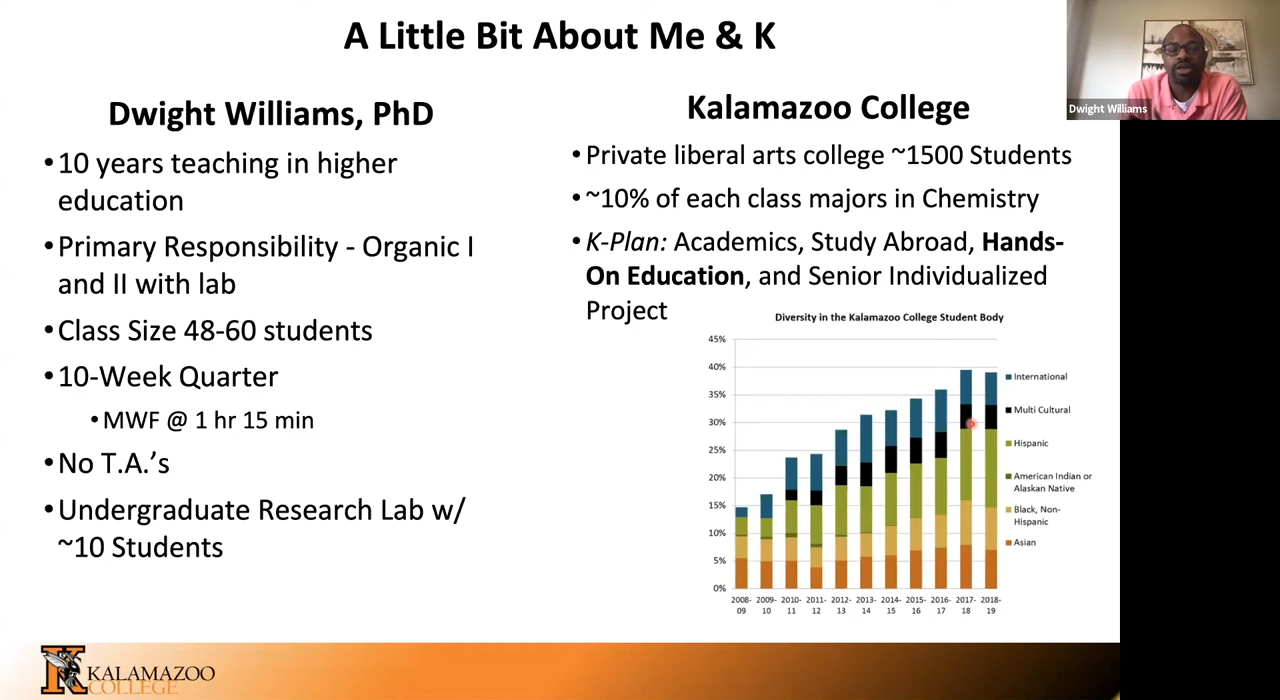 A Little Bit About Me & K
Dwight Williams, PhD
•10 years teaching in higher
education
•Primary Responsibility - Organic I
and II with lab
•Class Size 48-60 students
•10-Week Quarter
•MWF @ 1 hr 15 min
•No T.A.’s
•Undergraduate Research Lab w/
~10 Students
Kalamazoo College
•Private liberal arts college ~1500 Students
•~10% of each class majors in Chemistry
•K-Plan: Academics, Study Abroad, Hands-
On Education, and Senior Individualized
Project
Diversity in the Kalamazoo College Student Body
45%
40%
35%
30%
25%
20%
15%
10%
5%
0%
2008- 2009- 2010- 2011- 2012- 2013- 2014- 2015- 2016- 2017- 2018-
09 10 11 12 13 14 15 16 17 18 19
International
Multi Cultural
Hispanic
American Indian or
Alaskan Native
Black, Non-
Hispanic
Asian
Dwight Williams
K KALAMAZOO
COLLEGE